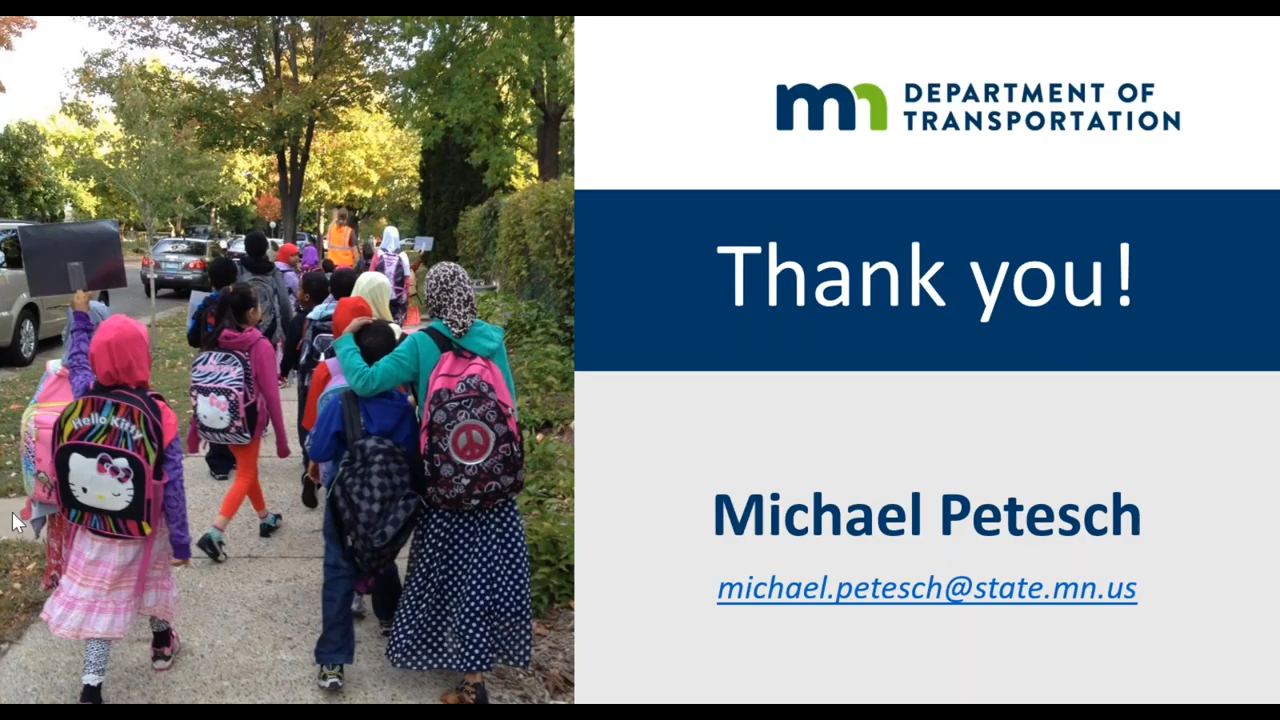 mn DEPARTMENT OF
TRANSPORTATION
Thank you!
Michael Petesch
michael.petesch@state.mn.us
Hello Kitty